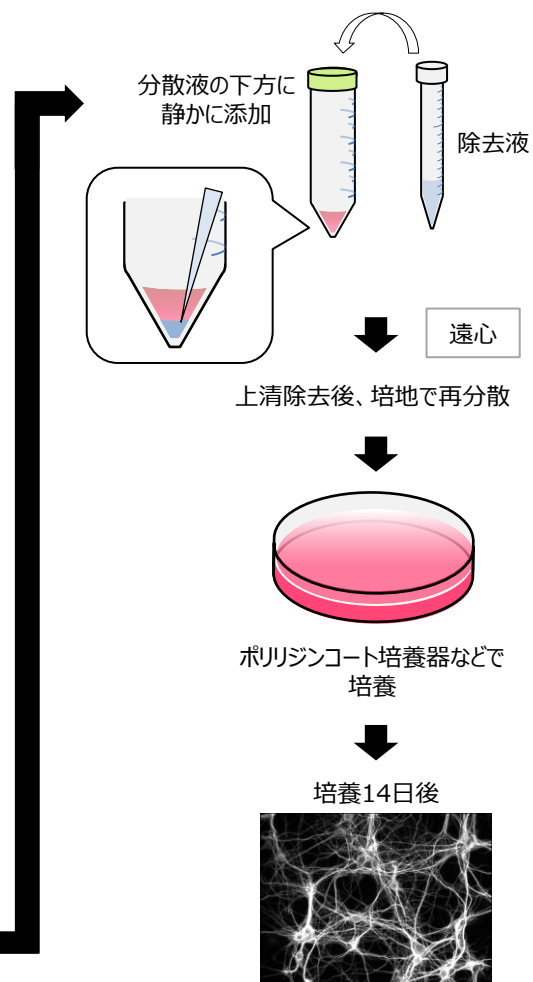 分散液の下方に
静かに添加
除去液
遠心
上清除去後、培地で再分散
ポリリジンコート培養器などで
培養
培養14日後